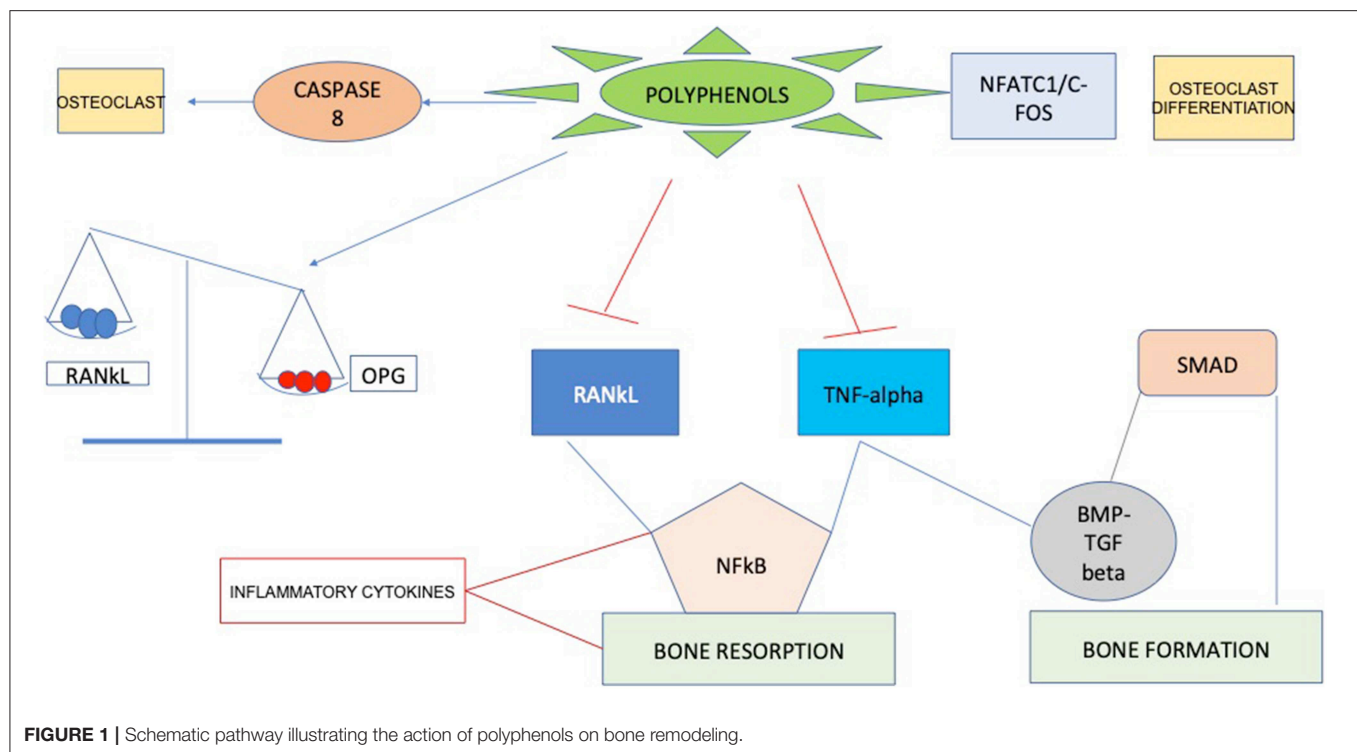 OSTEOCLAST
CASPASE
8
POLYPHENOLS
NFATC1/C-
FOS
OSTEOCLAST
DIFFERENTIATION
RANkL
OPG
RANkL
TNF-alpha
SMAD
BMP-
TGF
beta
NFkB
INFLAMMATORY CYTOKINES
BONE RESORPTION
BONE FORMATION
FIGURE 1 | Schematic pathway illustrating the action of polyphenols on bone remodeling.